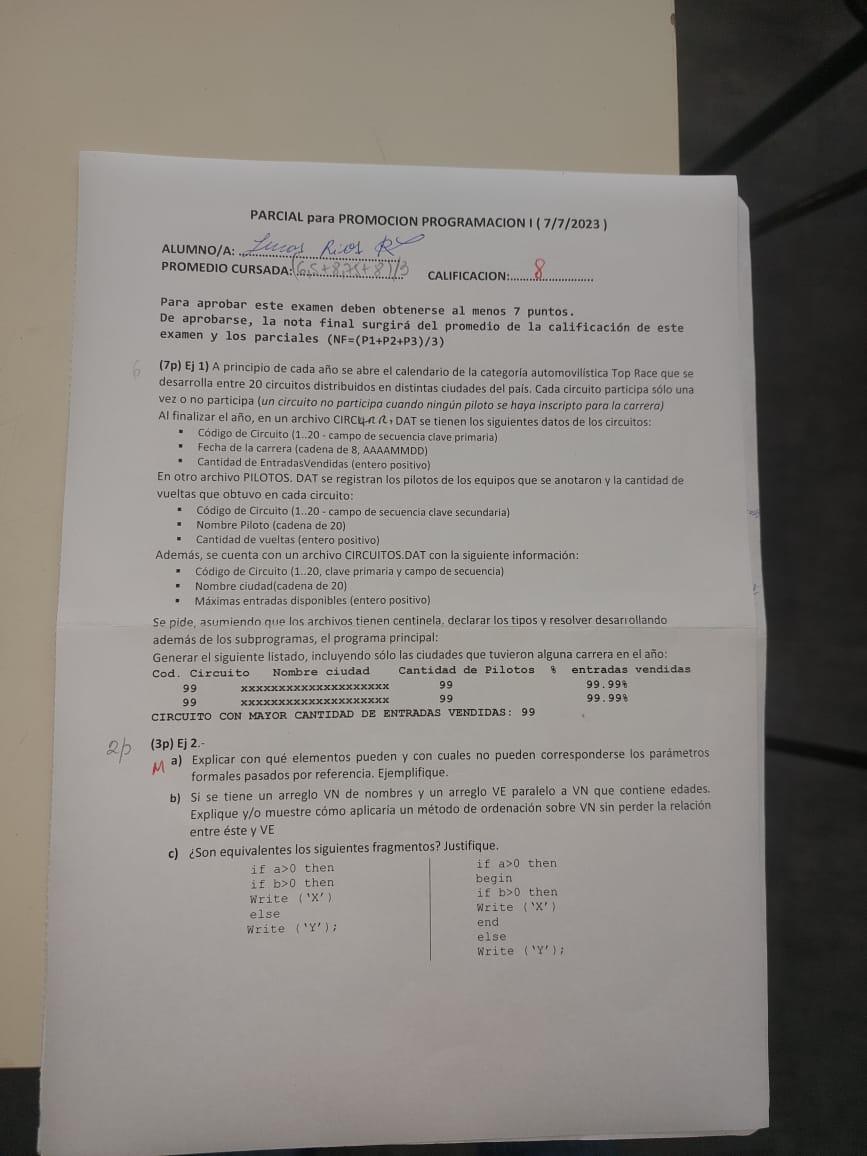 PARCIAL para PROMOCION PROGRAMACION I ( 7/7/2023 )
ALUMNO/A: Lucas Rios
PROMEDIO CURSADA: (6,5+8,75+8)/3 CALIFICACION: 8
Para aprobar este examen deben obtenerse al menos 7 puntos.
De aprobarse, la nota final surgirá del promedio de la calificación de este
examen y los parciales (NF=(P1+P2+P3)/3)
6 (7p) Ej 1) A principio de cada año se abre el calendario de la categoría automovilística Top Race que se
desarrolla entre 20 circuitos distribuidos en distintas ciudades del país. Cada circuito participa sólo una
vez o no participa (un circuito no participa cuando ningún piloto se haya inscripto para la carrera)
Al finalizar el año, en un archivo DAT se tienen los siguientes datos de los circuitos:
▪ Código de Circuito (1..20 - campo de secuencia clave primaria)
▪ Fecha de la carrera (cadena de 8, AAAAMMDD)
▪ Cantidad de EntradasVendidas (entero positivo)
En otro archivo PILOTOS. DAT se registran los pilotos de los equipos que se anotaron y la cantidad de
vueltas que obtuvo en cada circuito:
▪ Código de Circuito (1..20 - campo de secuencia clave secundaria)
▪ Nombre Piloto (cadena de 20)
▪ Cantidad de vueltas (entero positivo)
Además, se cuenta con un archivo CIRCUITOS.DAT con la siguiente información:
▪ Código de Circuito (1..20, clave primaria y campo de secuencia)
▪ Nombre ciudad(cadena de 20)
▪ Máximas entradas disponibles (entero positivo)
Se pide, asumiendo que los archivos tienen centinela, declarar los tipos y resolver desarrollando
además de los subprogramas, el programa principal:
Generar el siguiente listado, incluyendo sólo las ciudades que tuvieron alguna carrera en el año:
Cod. Circuito Nombre ciudad Cantidad de Pilotos % entradas vendidas
99 xxxxxxxxxxxxxxxxxxxx 99 99.99%
99 xxxxxxxxxxxxxxxxxxxx 99 99.99%
CIRCUITO CON MAYOR CANTIDAD DE ENTRADAS VENDIDAS: 99
2p (3p) Ej 2.-
M a) Explicar con qué elementos pueden y con cuales no pueden corresponderse los parámetros
formales pasados por referencia. Ejemplifique.
b) Si se tiene un arreglo VN de nombres y un arreglo VE paralelo a VN que contiene edades.
Explique y/o muestre cómo aplicaría un método de ordenación sobre VN sin perder la relación
entre éste y VE
c) ¿Son equivalentes los siguientes fragmentos? Justifique.
if a>0 then
if b>0 then
Write ('X')
else
Write ('Y');
if a>0 then
begin
if b>0 then
Write ('X')
end
else
Write ('Y');